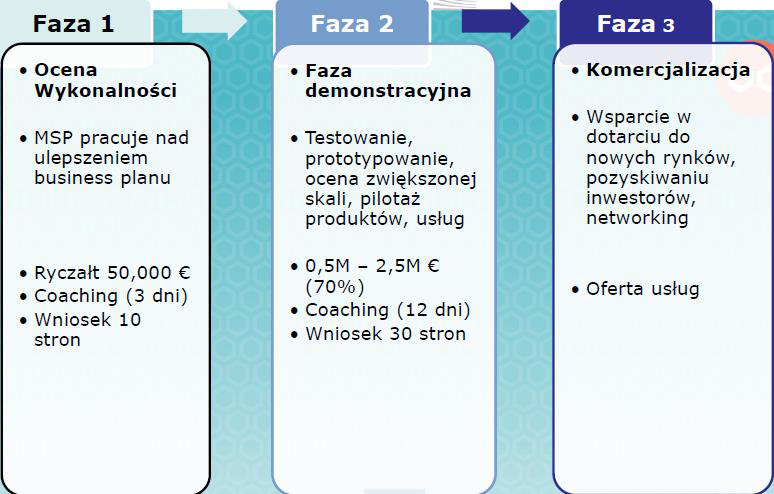 Faza 1
• Ocena
Wykonalności
• MSP pracuje nad
ulepszeniem
business planu
• Ryczałt 50,000 €
• Coaching (3 dni)
• Wniosek 10
stron
Faza 2
• Faza
demonstracyjna
• Testowanie,
prototypowanie,
ocena zwiększonej
skali, pilotaż
produktów, usług
• 0,5M – 2,5M €
(70%)
• Coaching (12 dni)
• Wniosek 30 stron
Faza 3
• Komercjalizacja
• Wsparcie w
dotarciu do
nowych rynków,
pozyskiwaniu
inwestorów,
networking
• Oferta usług